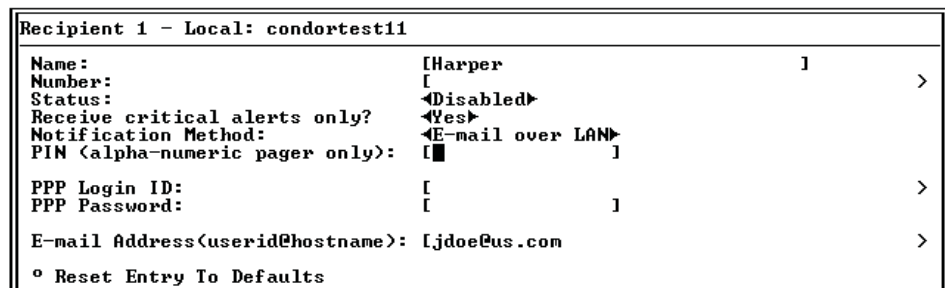 Recipient 1 - Local: condortest11
Name: [Harper ]
Number: [ >
Status: ◄Disabled►
Receive critical alerts only? ◄Yes►
Notification Method: ◄E-mail over LAN►
PIN (alpha-numeric pager only): [█ ]
PPP Login ID: [ >
PPP Password: [ ]
E-mail Address(userid@hostname): [jdoe@us.com >
º Reset Entry To Defaults